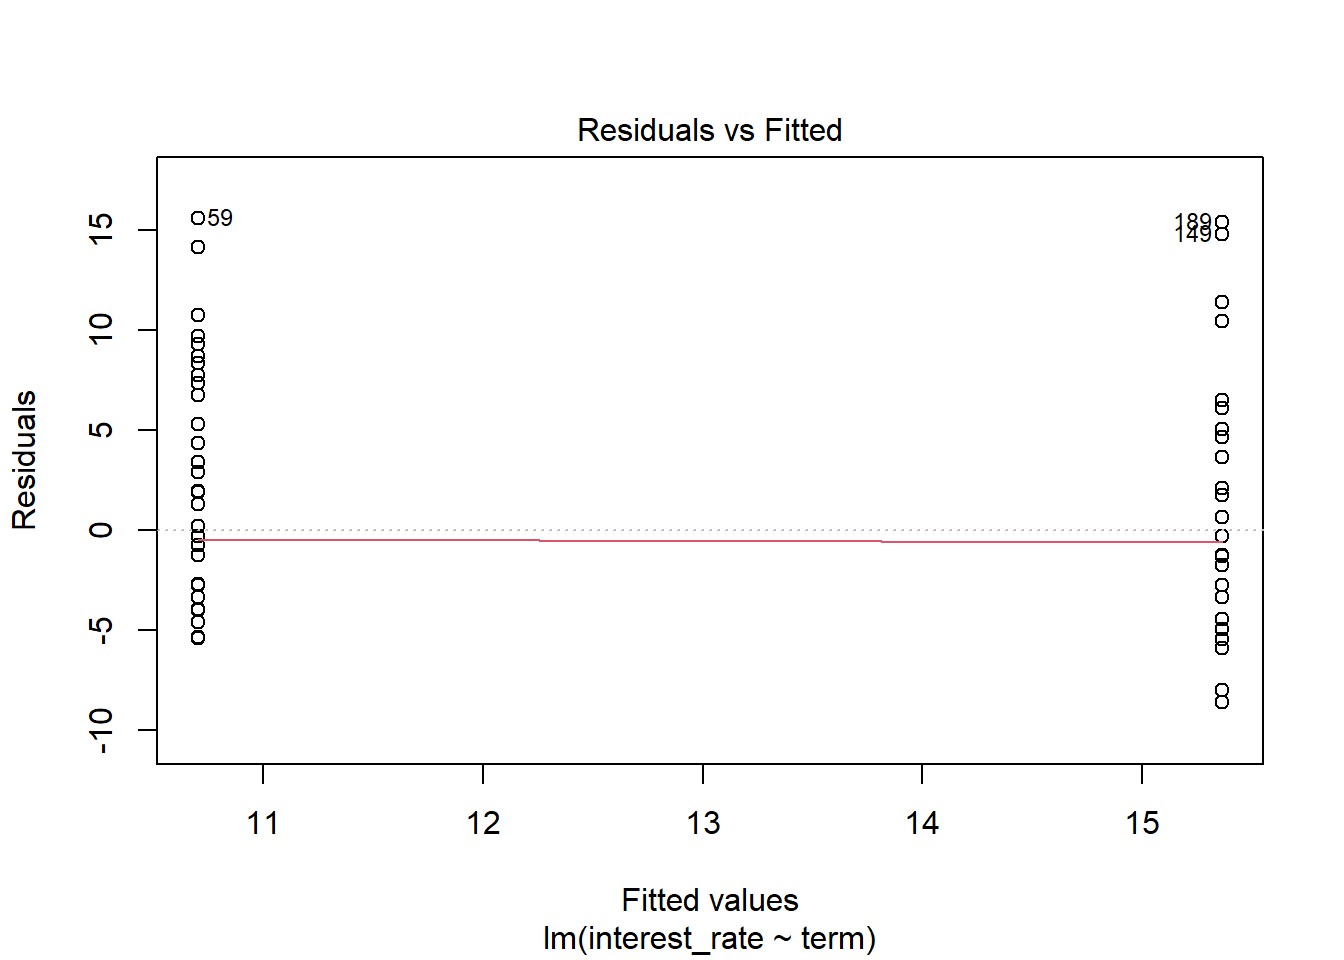 Residuals vs Fitted
Residuals
15
10
5
0
-5
-10
59
189
149
11 12 13 14 15
Fitted values
lm(interest_rate ~ term)